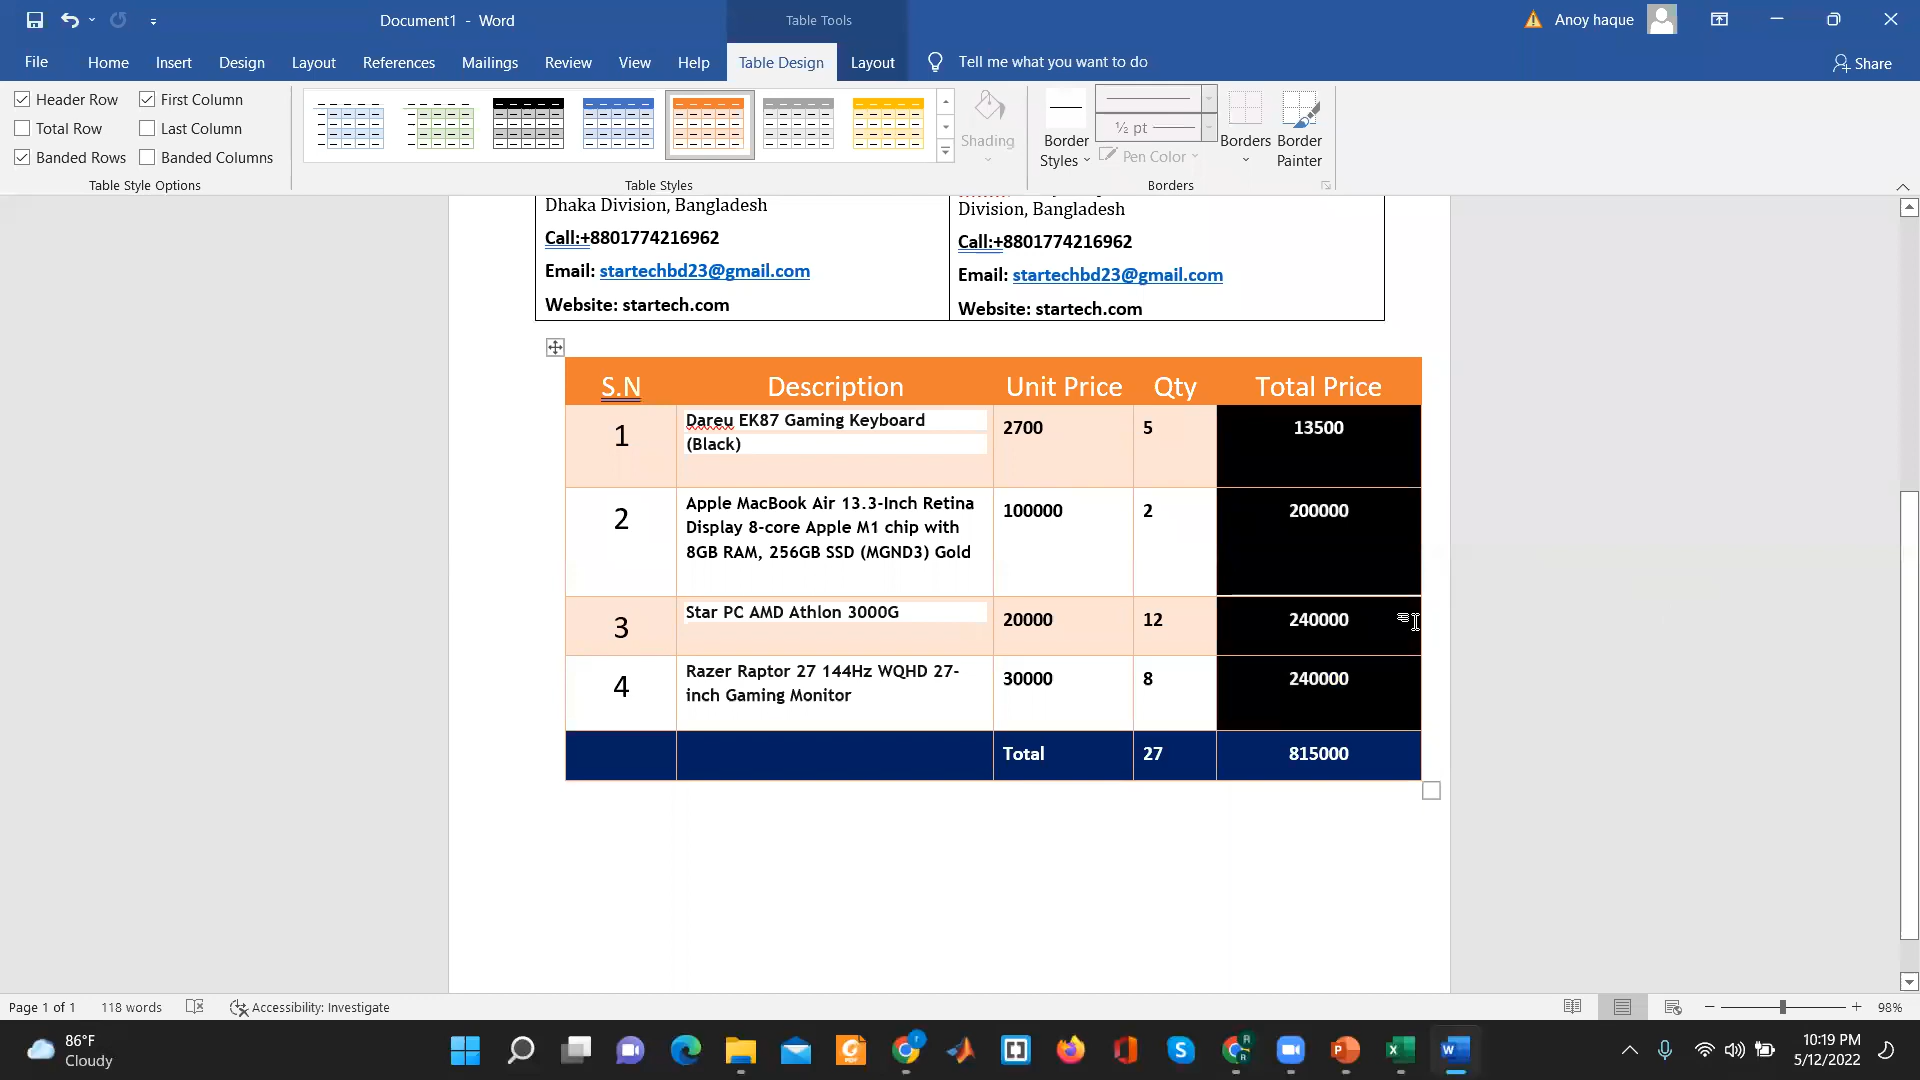 Document1 - Word
Table Tools
Anoy haque
File
Home
Insert
Design
Layout
References
Mailings
Review
View
Help
Table Design
Layout
Tell me what you want to do
Share
Header Row
First Column
Total Row
Last Column
Banded Rows
Banded Columns
Table Style Options
Table Styles
Shading
Border
Styles
½ pt
Pen Color
Borders
Border
Painter
Borders
Dhaka Division, Bangladesh
Call:+8801774216962
Email: startechbd23@gmail.com
Website: startech.com
Division, Bangladesh
Call:+8801774216962
Email: startechbd23@gmail.com
Website: startech.com
S.N Description Unit Price Qty Total Price
1 Dareu EK87 Gaming Keyboard 2700 5 13500
(Black)
2 Apple MacBook Air 13.3-Inch Retina 100000 2 200000
Display 8-core Apple M1 chip with
8GB RAM, 256GB SSD (MGND3) Gold
3 Star PC AMD Athlon 3000G 20000 12 240000
4 Razer Raptor 27 144Hz WQHD 27- 30000 8 240000
inch Gaming Monitor
Total 27 815000
Page 1 of 1
118 words
Accessibility: Investigate
98%
86°F
Cloudy
10:19 PM
5/12/2022